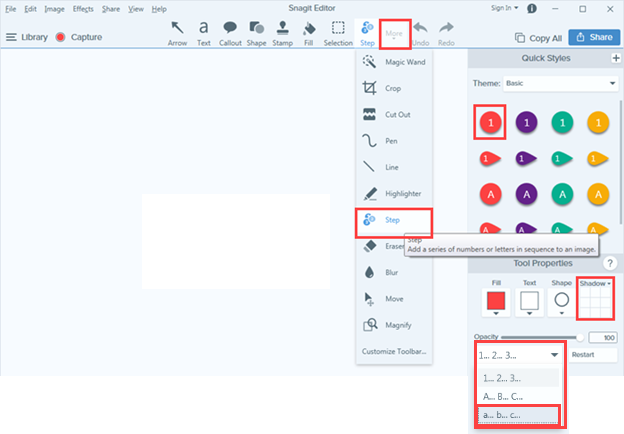 File Edit Image Effects Share Window Help
Snagit Editor
Sign In
Library Capture
Arrow Text Callout Shape Stamp Fill Selection Step More Undo Redo
Copy All Share
Quick Styles
Theme: Basic
Magic Wand
Crop
Cut Out
Pen
Line
Highlighter
Step
Eraser
Blur
Move
Magnify
Customize Toolbar...
1 1 1 1
1 1 1 1
A A A A
A A A A
Step
Add a series of numbers or letters in sequence to an image.
Tool Properties ?
Fill Text Shape Shadow
Opacity 100
1... 2... 3... Restart
1... 2... 3...
A... B... C...
a... b... c...